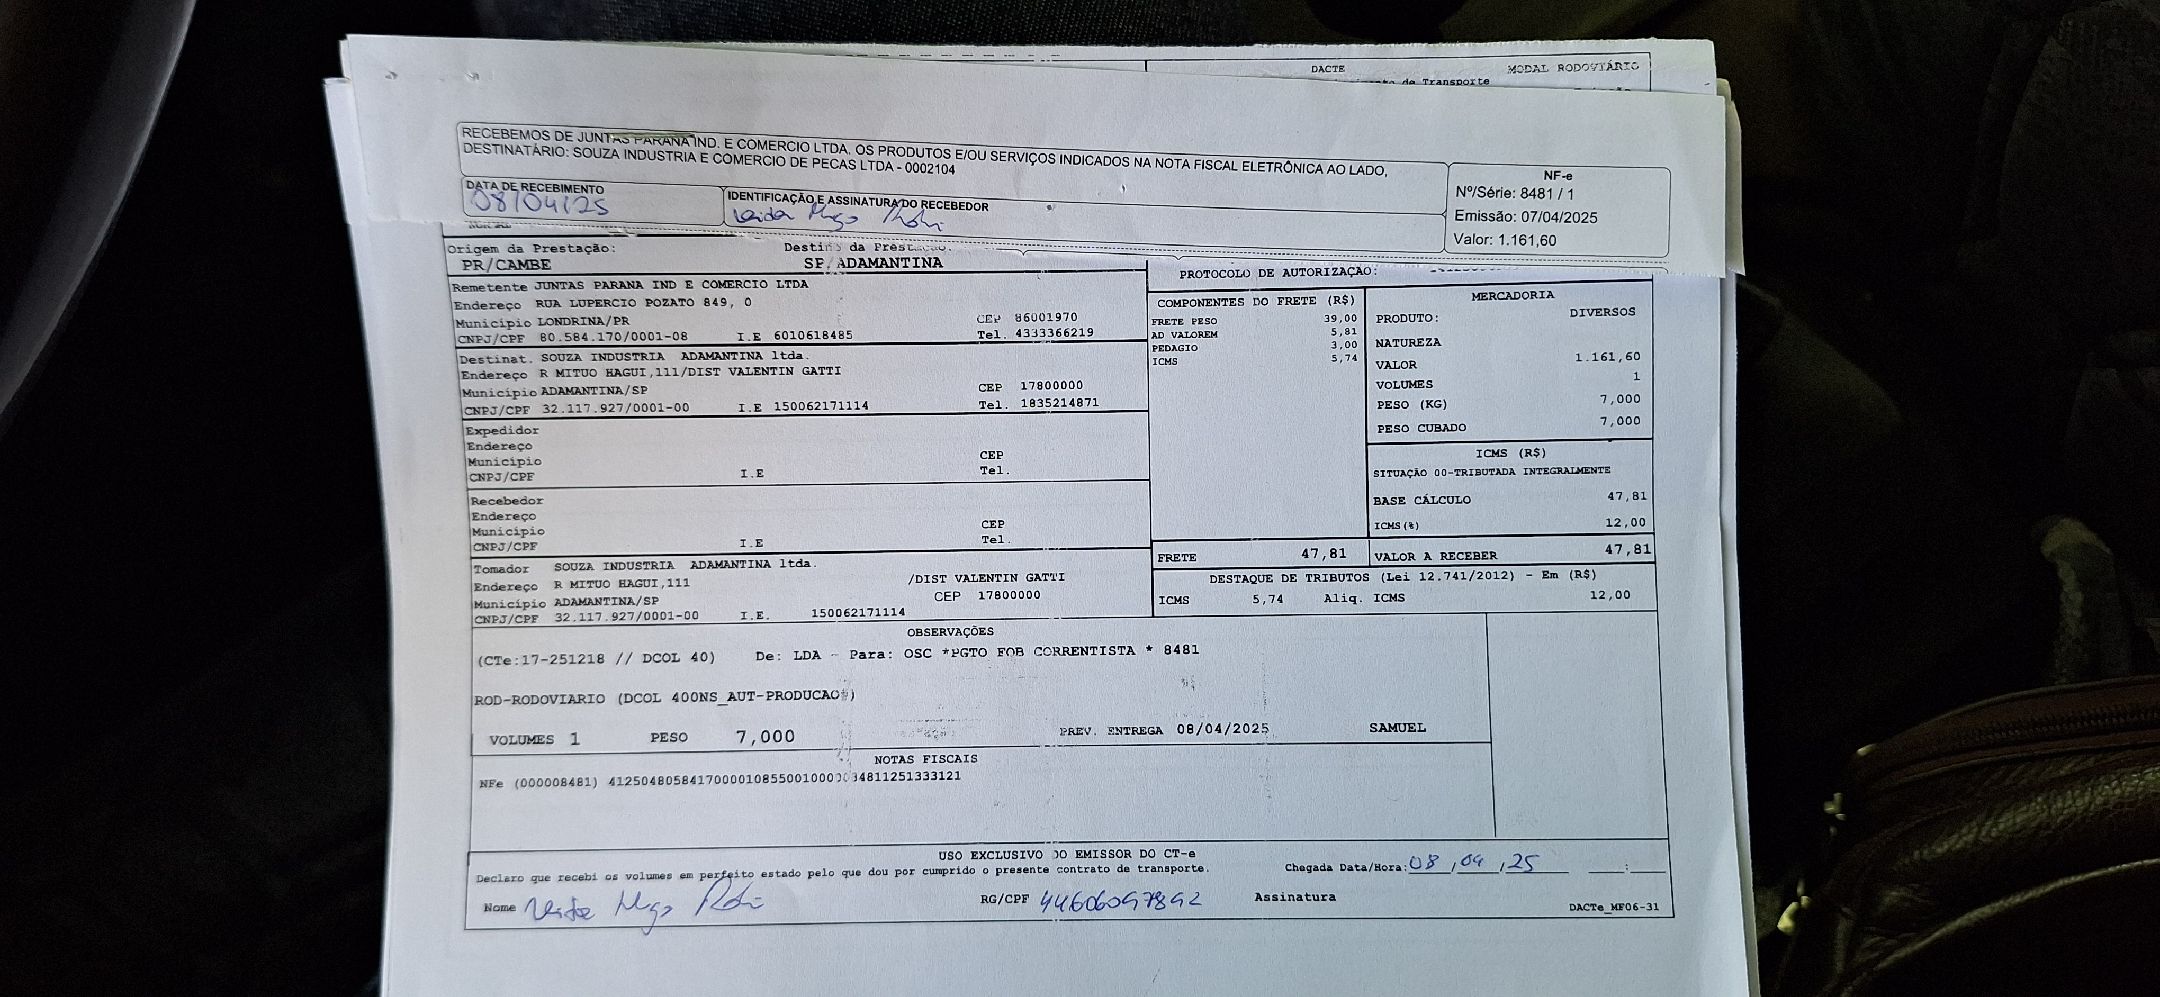 DACTE MODAL RODOVIÁRIO
de Transporte
RECEBEMOS DE JUNTAS PARANA IND. E COMERCIO LTDA. OS PRODUTOS E/OU SERVIÇOS INDICADOS NA NOTA FISCAL ELETRÔNICA AO LADO,
DESTINATÁRIO: SOUZA INDUSTRIA E COMERCIO DE PECAS LTDA - 0002104
DATA DE RECEBIMENTO
08/04/25
IDENTIFICAÇÃO E ASSINATURA DO RECEBEDOR
NF-e
Nº/Série: 8481 / 1
Emissão: 07/04/2025
Valor: 1.161,60
Origem da Prestação:
PR/CAMBE
Destino da Prest
SP/ADAMANTINA
PROTOCOLO DE AUTORIZAÇÃO:
Remetente JUNTAS PARANA IND E COMERCIO LTDA
Endereço RUA LUPERCIO POZATO 849, 0
Município LONDRINA/PR CEP 86001970
CNPJ/CPF 80.584.170/0001-08 I.E 6010618485 Tel. 4333366219
Destinat. SOUZA INDUSTRIA ADAMANTINA ltda.
Endereço R MITUO HAGUI,111/DIST VALENTIN GATTI
Município ADAMANTINA/SP CEP 17800000
CNPJ/CPF 32.117.927/0001-00 I.E 150062171114 Tel. 1835214871
Expedidor
Endereço
Município CEP
CNPJ/CPF I.E Tel.
Recebedor
Endereço
Município CEP
CNPJ/CPF I.E Tel.
Tomador SOUZA INDUSTRIA ADAMANTINA ltda.
Endereço R MITUO HAGUI,111 /DIST VALENTIN GATTI
Município ADAMANTINA/SP CEP 17800000
CNPJ/CPF 32.117.927/0001-00 I.E. 150062171114
COMPONENTES DO FRETE (R$)
FRETE PESO 39,00
AD VALOREM 5,81
PEDAGIO 3,00
ICMS 5,74
MERCADORIA
PRODUTO: DIVERSOS
NATUREZA
VALOR 1.161,60
VOLUMES 1
PESO (KG) 7,000
PESO CUBADO 7,000
ICMS (R$)
SITUAÇÃO 00-TRIBUTADA INTEGRALMENTE
BASE CÁLCULO 47,81
ICMS(%) 12,00
FRETE 47,81 VALOR A RECEBER 47,81
DESTAQUE DE TRIBUTOS (Lei 12.741/2012) - Em (R$)
ICMS 5,74 Aliq. ICMS 12,00
OBSERVAÇÕES
(CTe:17-251218 // DCOL 40) De: LDA - Para: OSC *PGTO FOB CORRENTISTA * 8481
ROD-RODOVIARIO (DCOL 400NS_AUT-PRODUCAO#)
VOLUMES 1 PESO 7,000 PREV. ENTREGA 08/04/2025 SAMUEL
NOTAS FISCAIS
NFe (000008481)
USO EXCLUSIVO DO EMISSOR DO CT-e
Declaro que recebi os volumes em perfeito estado pelo que dou por cumprido o presente contrato de transporte. Chegada Data/Hora: 08/04/25 :
Nome RG/CPF 44606097892 Assinatura
DACTe_MF06-31